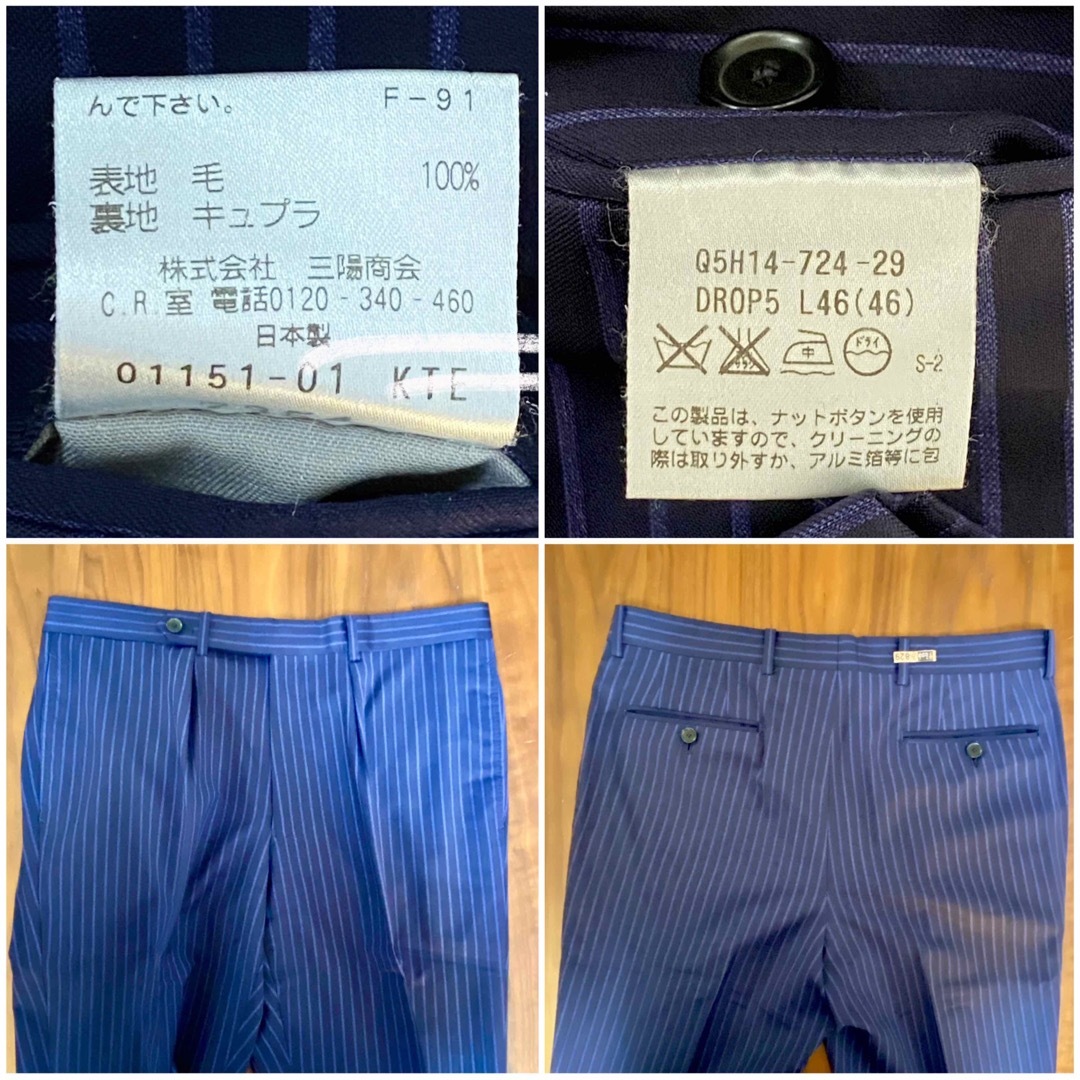 んで下さい。 F-91
表地 毛 100%
裏地 キュプラ
株式会社 三陽商会
C.R.室 電話0120-340-460
日本製
01151-01 KTE
Q5H14-724-29
DROP5 L46(46)
中 ドライ S-2
この製品は、ナットボタンを使用
していますので、クリーニングの
際は取り外すか、アルミ箔等に包